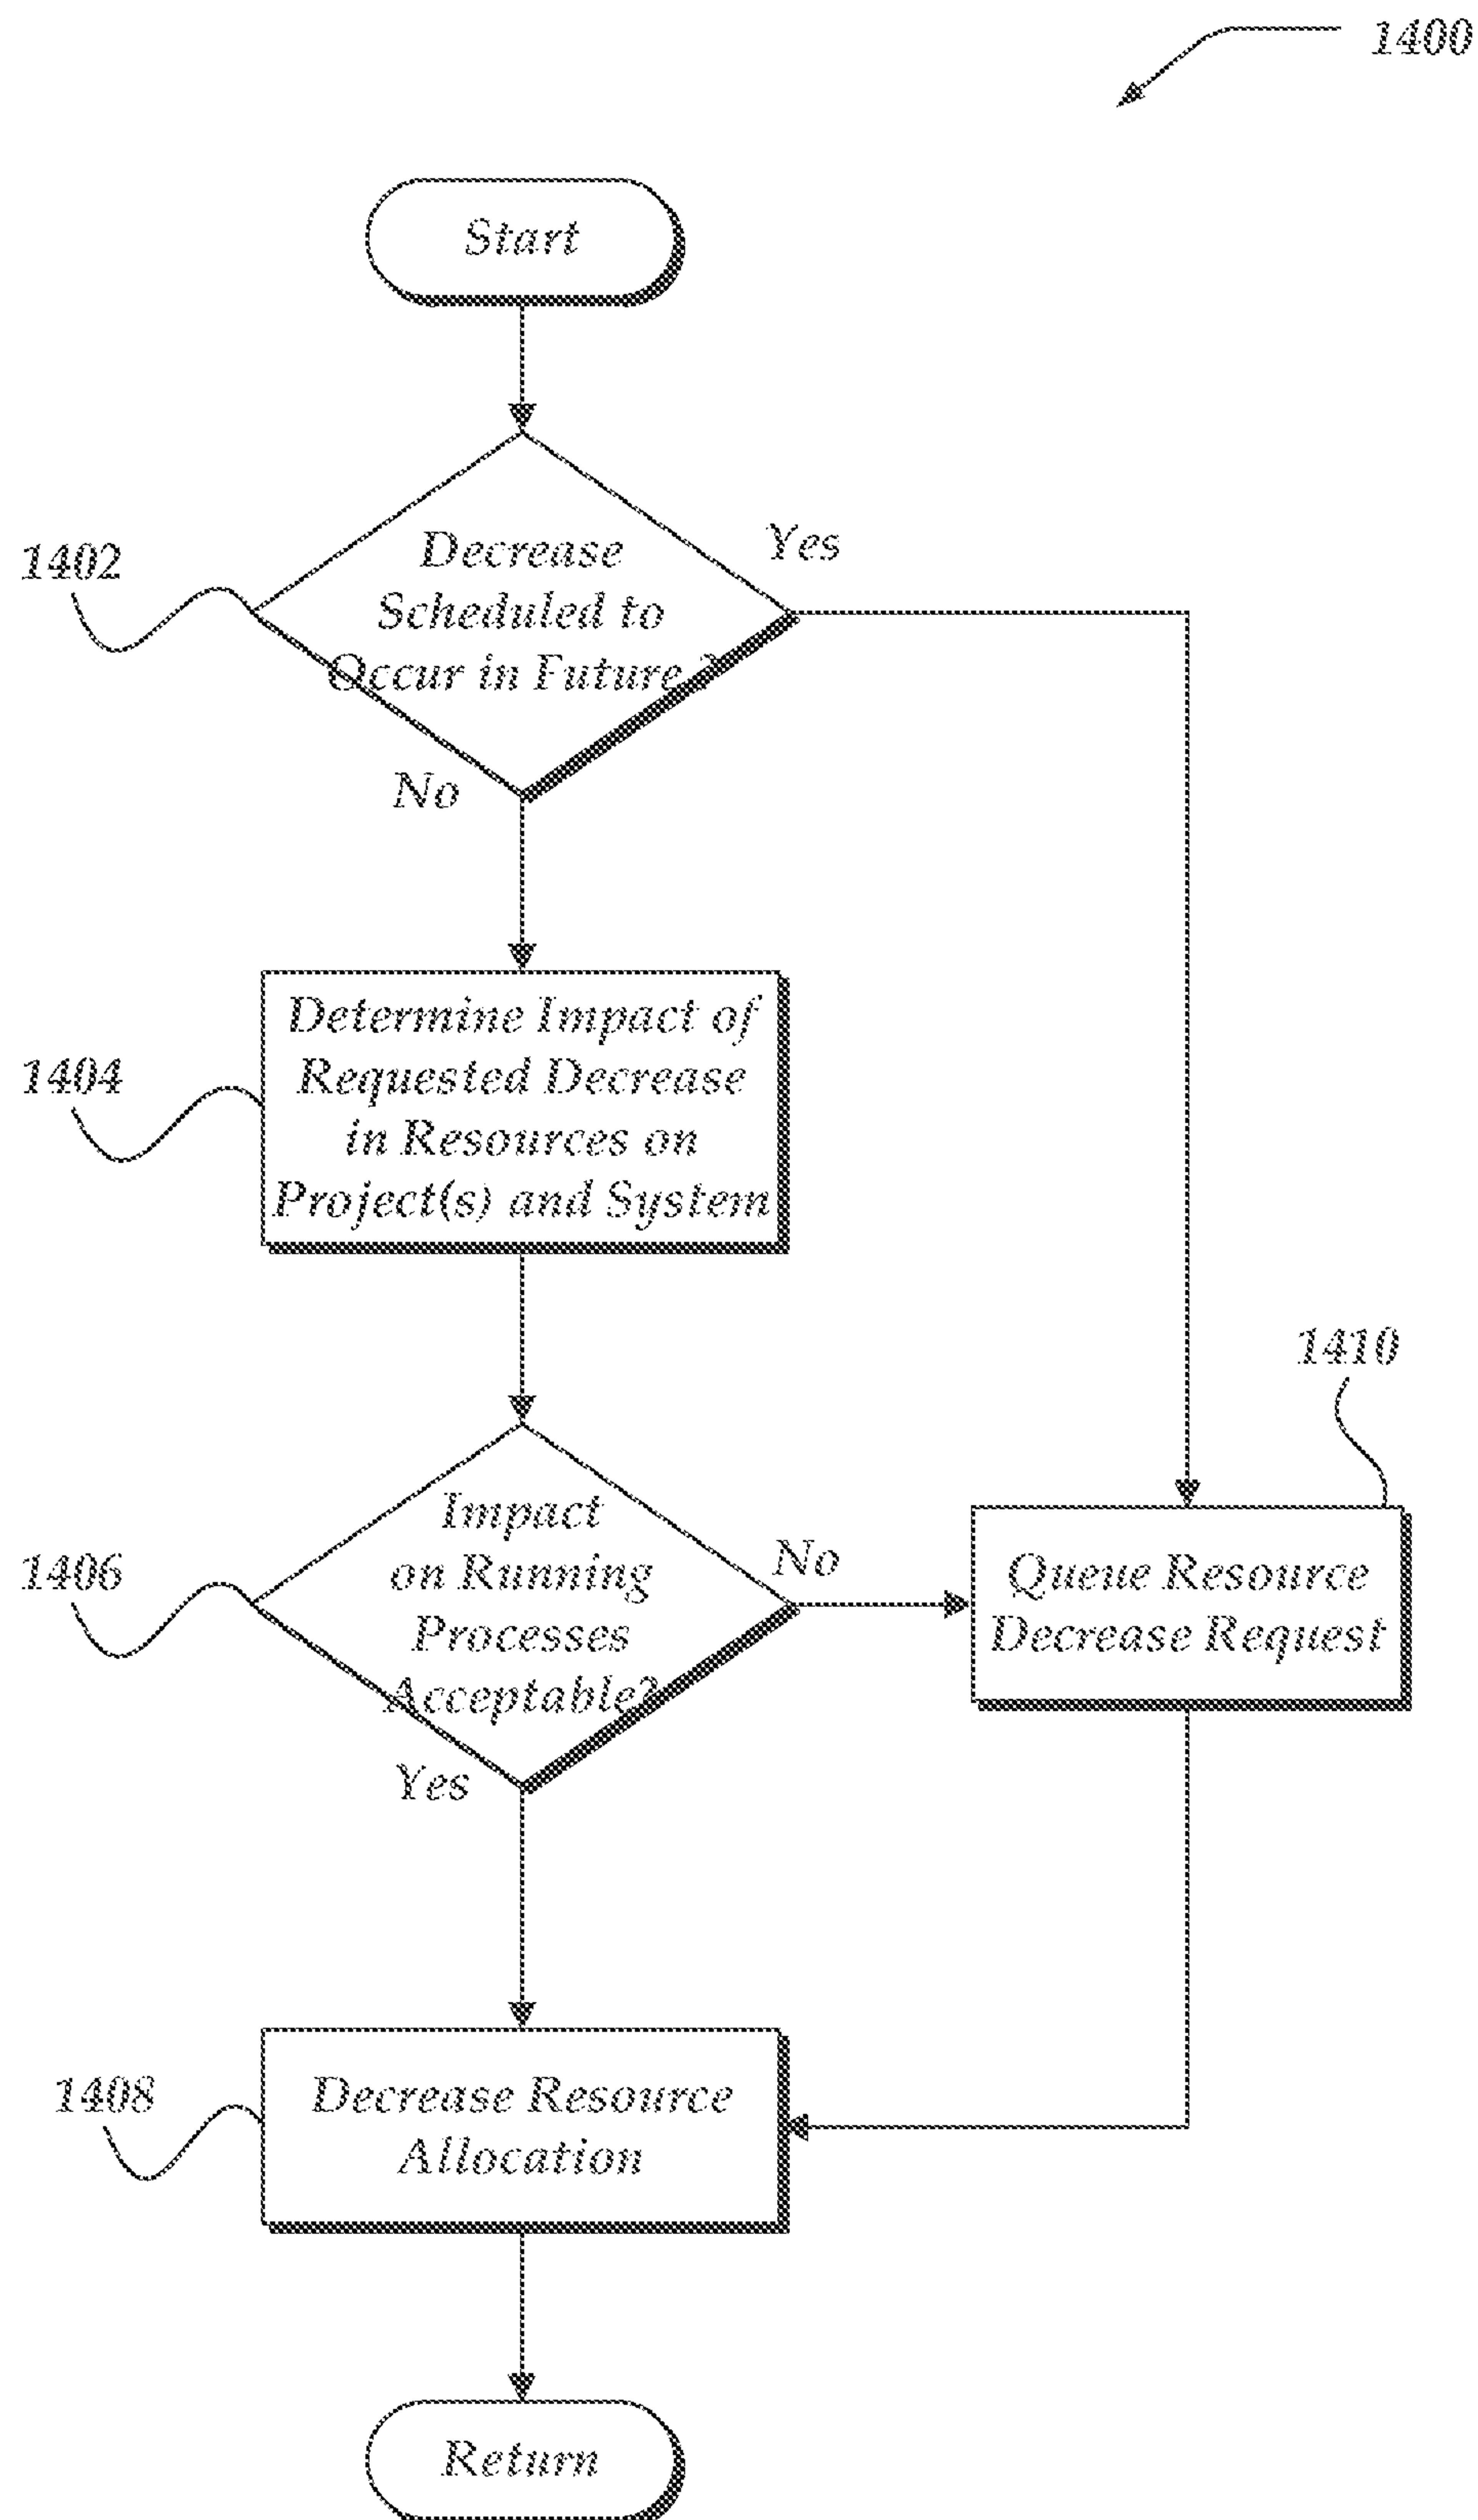 1400
Start
1402
Decrease
Scheduled to
Occur in Future ?
Yes
No
1404
Determine Impact of
Requested Decrease
in Resources on
Project(s) and System
1406
Impact
on Running
Processes
Acceptable?
No
Yes
1410
Queue Resource
Decrease Request
1408
Decrease Resource
Allocation
Return